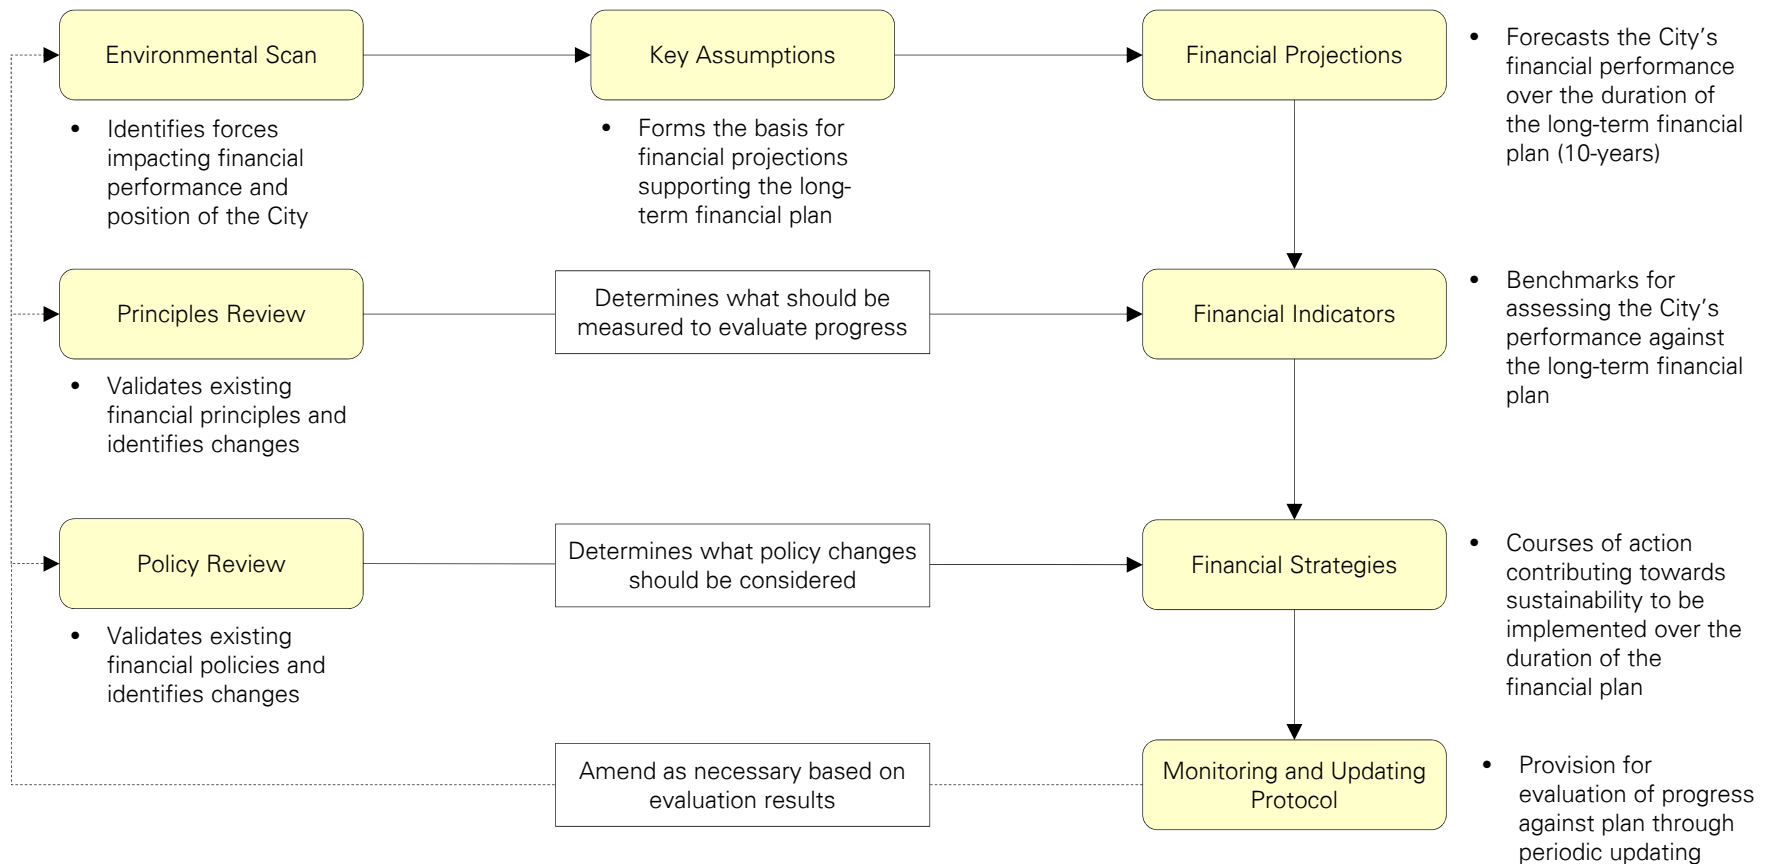 Environmental Scan
Key Assumptions
Financial Projections
• Forecasts the City's
financial performance
over the duration of
the long-term financial
plan (10-years)
• Identifies forces
impacting financial
performance and
position of the City
• Forms the basis for
financial projections
supporting the long-
term financial plan
Principles Review
Determines what should be
measured to evaluate progress
Financial Indicators
• Benchmarks for
assessing the City's
performance against
the long-term financial
plan
• Validates existing
financial principles and
identifies changes
Policy Review
Determines what policy changes
should be considered
Financial Strategies
• Courses of action
contributing towards
sustainability to be
implemented over the
duration of the
financial plan
• Validates existing
financial policies and
identifies changes
Amend as necessary based on
evaluation results
Monitoring and Updating
Protocol
• Provision for
evaluation of progress
against plan through
periodic updating